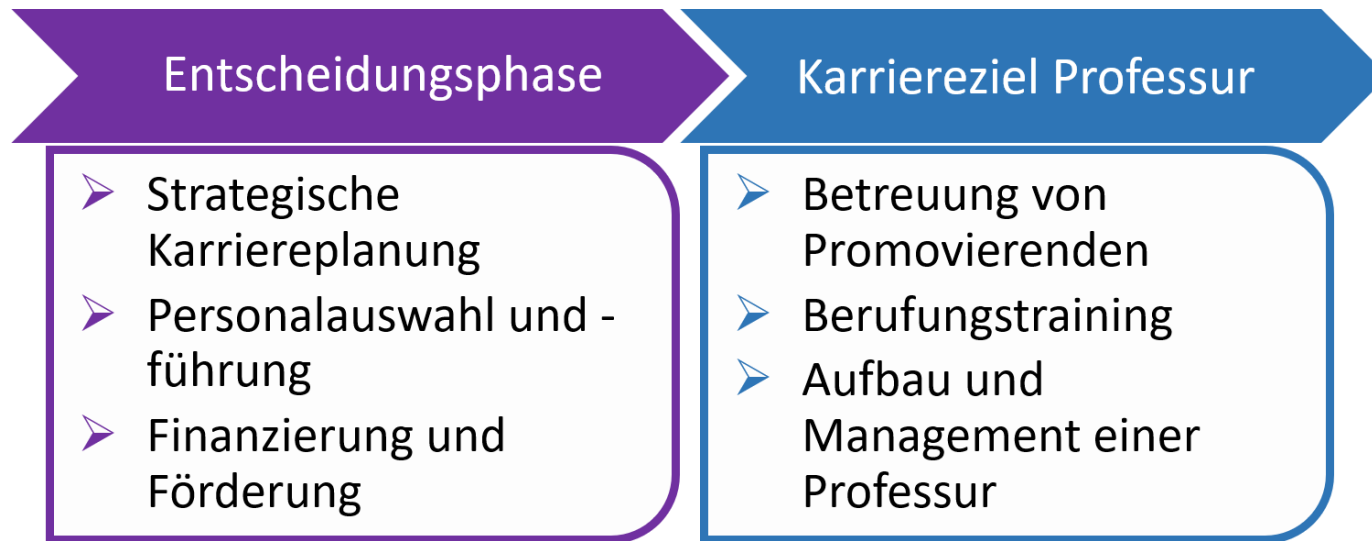 Entscheidungsphase
Strategische
Karriereplanung
Personalauswahl und -
führung
Finanzierung und
Förderung
Karriereziel Professur
Betreuung von
Promovierenden
Berufungstraining
Aufbau und
Management einer
Professur